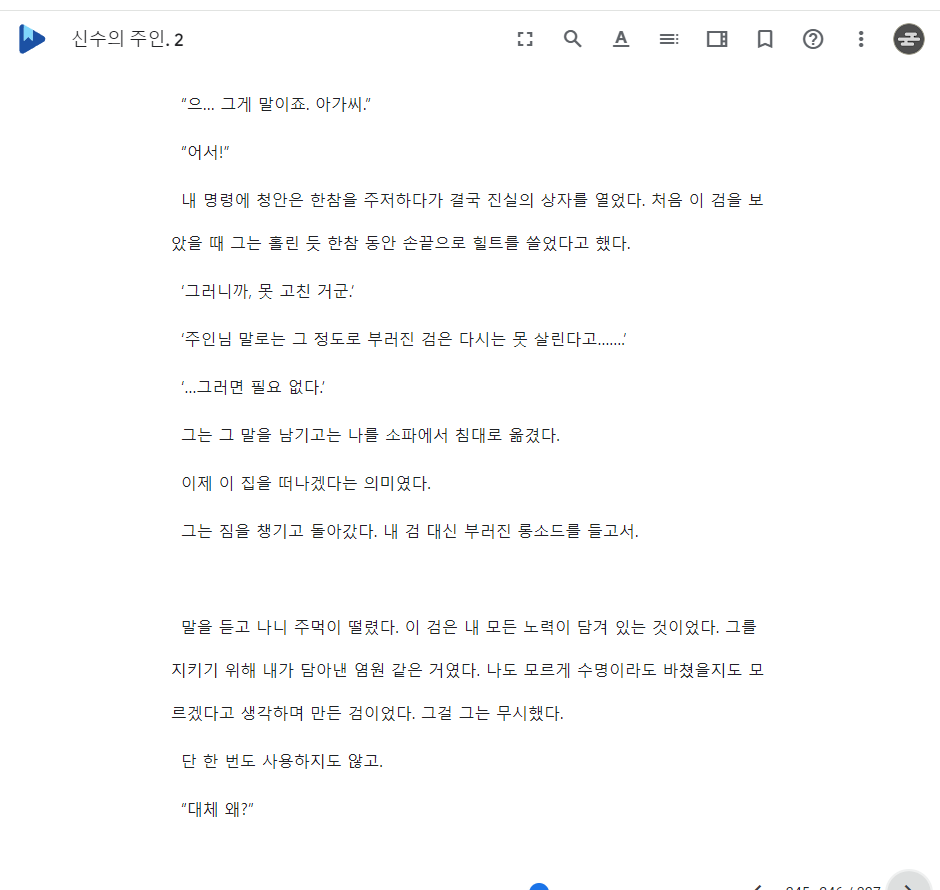 신수의 주인. 2
“으... 그게 말이죠. 아가씨.”
“어서!”
내 명령에 청안은 한참을 주저하다가 결국 진실의 상자를 열었다. 처음 이 검을 보
았을 때 그는 홀린 듯 한참 동안 손끝으로 힐트를 쓸었다고 했다.
‘그러니까, 못 고친 거군.’
‘주인님 말로는 그 정도로 부러진 검은 다시는 못 살린다고.......’
‘...그러면 필요 없다.’
그는 그 말을 남기고는 나를 소파에서 침대로 옮겼다.
이제 이 집을 떠나겠다는 의미였다.
그는 짐을 챙기고 돌아갔다. 내 검 대신 부러진 롱소드를 들고서.
말을 듣고 나니 주먹이 떨렸다. 이 검은 내 모든 노력이 담겨 있는 것이었다. 그를
지키기 위해 내가 담아낸 염원 같은 거였다. 나도 모르게 수명이라도 바쳤을지도 모
르겠다고 생각하며 만든 검이었다. 그걸 그는 무시했다.
단 한 번도 사용하지도 않고.
“대체 왜?”